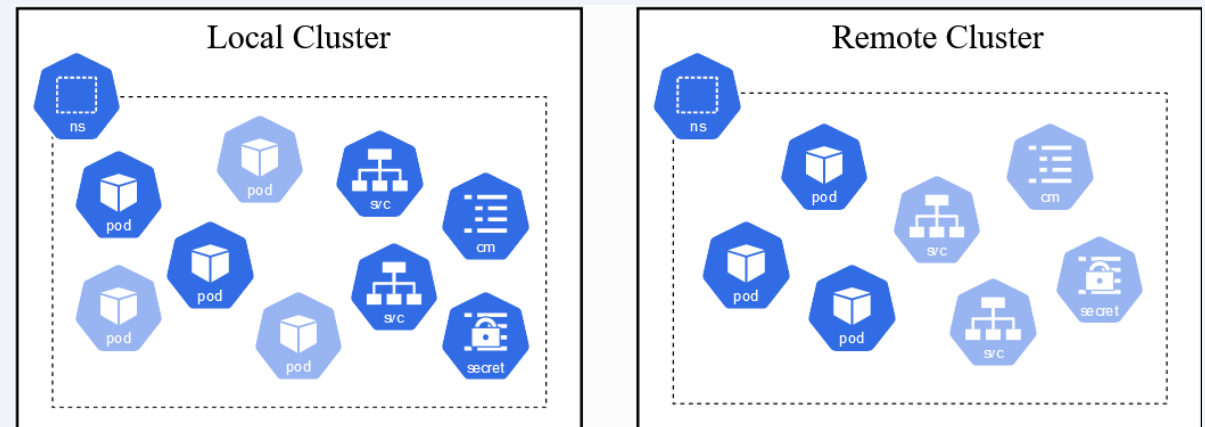 Local Cluster
ns
pod
pod
svc
cm
pod
pod
pod
svc
secret
Remote Cluster
ns
pod
cm
svc
pod
secret
pod
svc